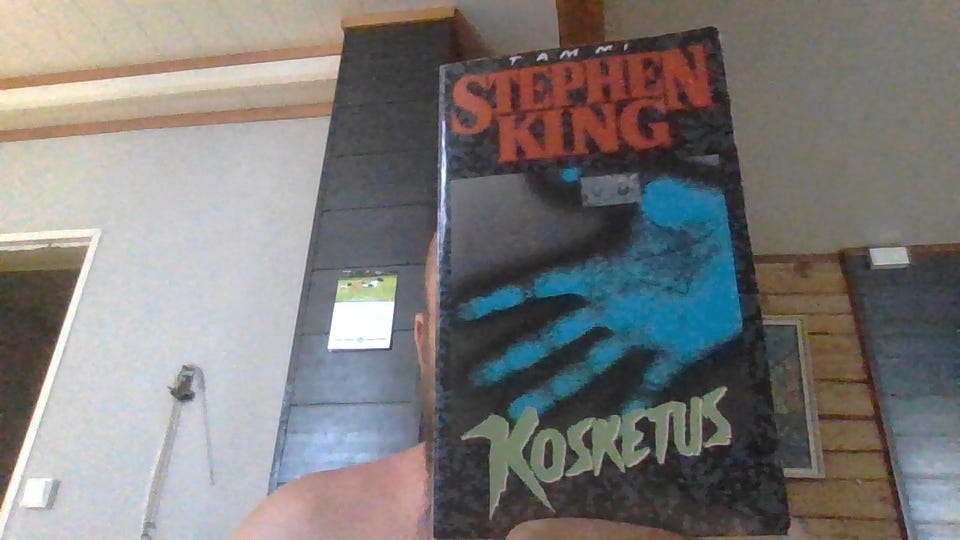 TAMMI
STEPHEN
KING
KOSKETUS